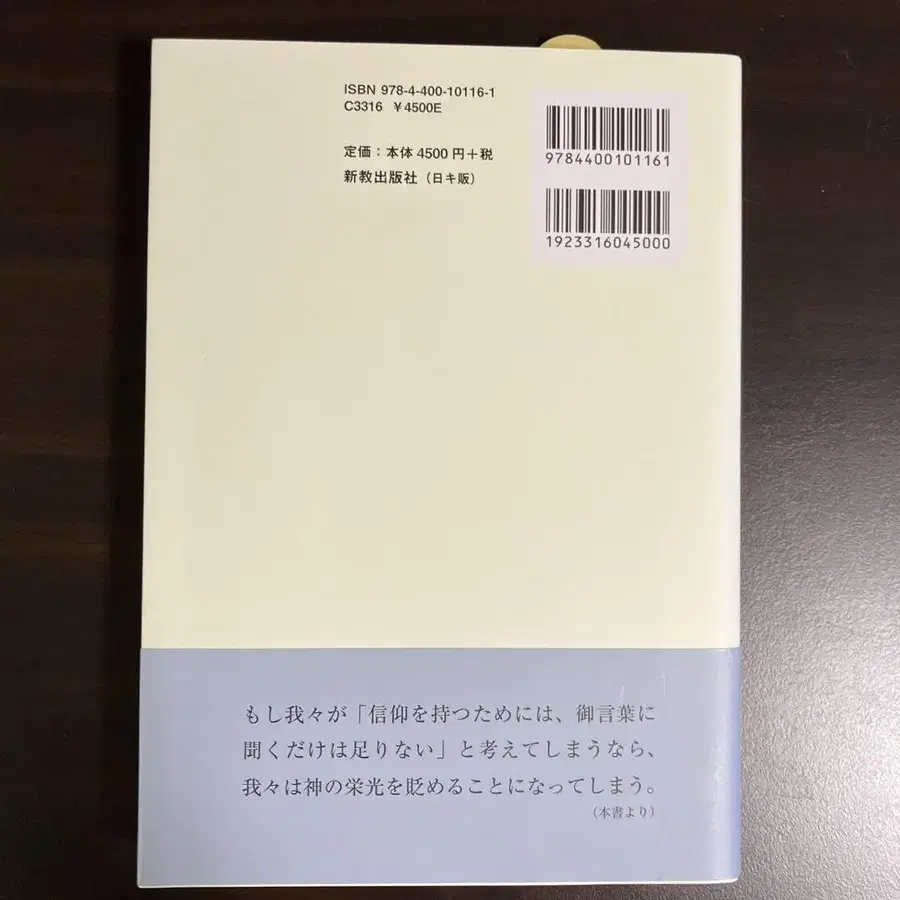 ISBN 978-4-400-10116-1
C3316 ￥4500E
定価：本体4500円＋税
新教出版社（日キ販）
9784400101161
1923316045000
もし我々が「信仰を持つためには、御言葉に
聞くだけは足りない」と考えてしまうなら、
我々は神の栄光を貶めることになってしまう。
（本書より）